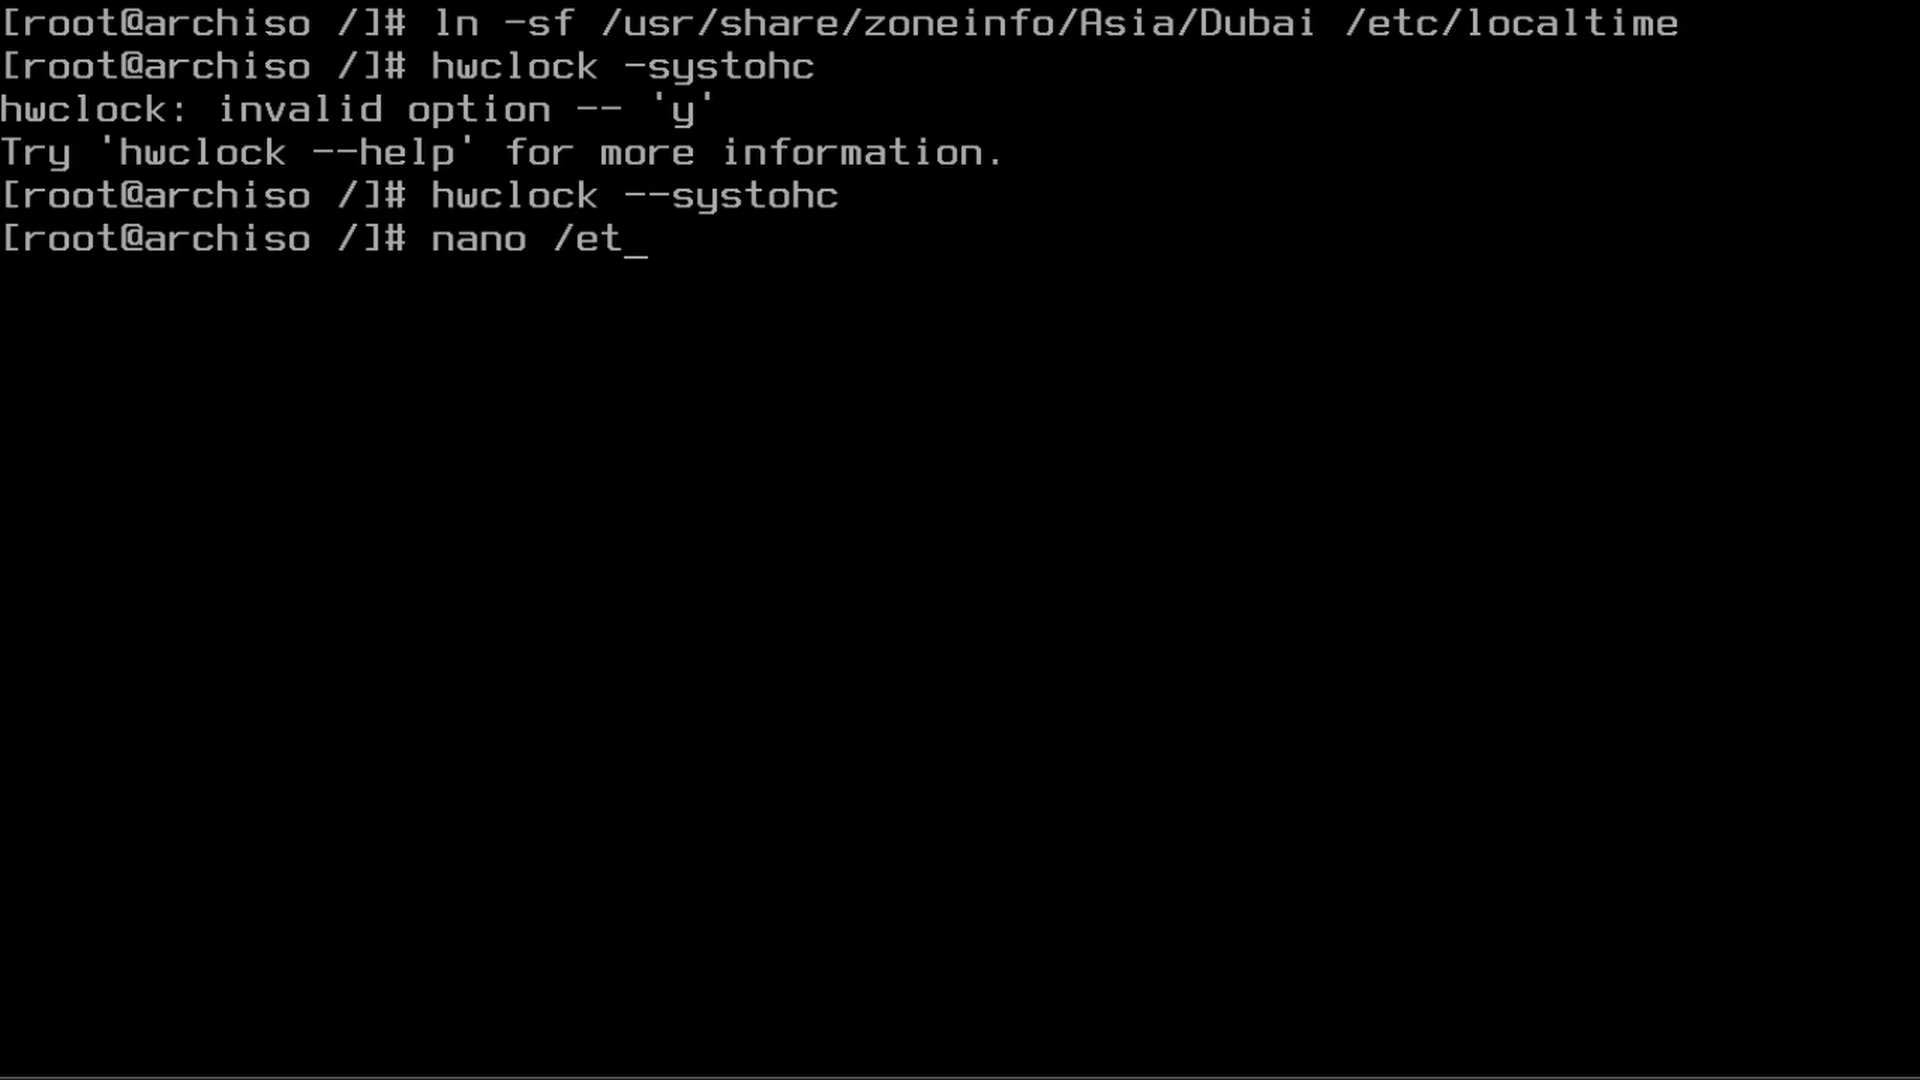 [root@archiso /]# ln -sf /usr/share/zoneinfo/Asia/Dubai /etc/localtime
[root@archiso /]# hwclock -systohc
hwclock: invalid option -- 'y'
Try 'hwclock --help' for more information.
[root@archiso /]# hwclock --systohc
[root@archiso /]# nano /et_